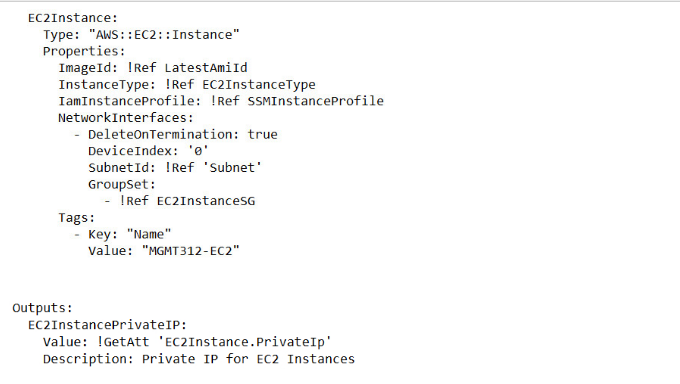 EC2Instance:
Type: "AWS::EC2::Instance"
Properties:
ImageId: !Ref LatestAmiId
InstanceType: !Ref EC2InstanceType
IamInstanceProfile: !Ref SSMInstanceProfile
NetworkInterfaces:
- DeleteOnTermination: true
DeviceIndex: '0'
SubnetId: !Ref 'Subnet'
GroupSet:
- !Ref EC2InstanceSG
Tags:
- Key: "Name"
Value: "MGMT312-EC2"
Outputs:
EC2InstancePrivateIP:
Value: !GetAtt 'EC2Instance.PrivateIp'
Description: Private IP for EC2 Instances